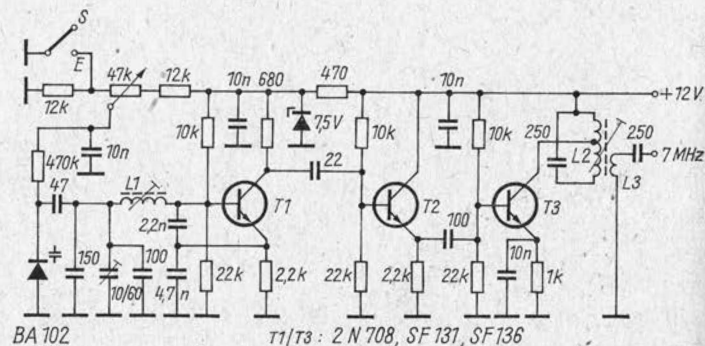 S
E
47k
12k
12k
10n
680
470
10n
+12V
470k
10n
10k
7,5V
10k
10k
250
L2
250
7MHz
L3
47
L1
22
T1
T2
T3
2,2n
100
150
10/60
100
4,7n
22k
2,2k
22k
2,2k
22k
10n
1k
BA 102
T1/T3 : 2 N 708, SF 131, SF 136